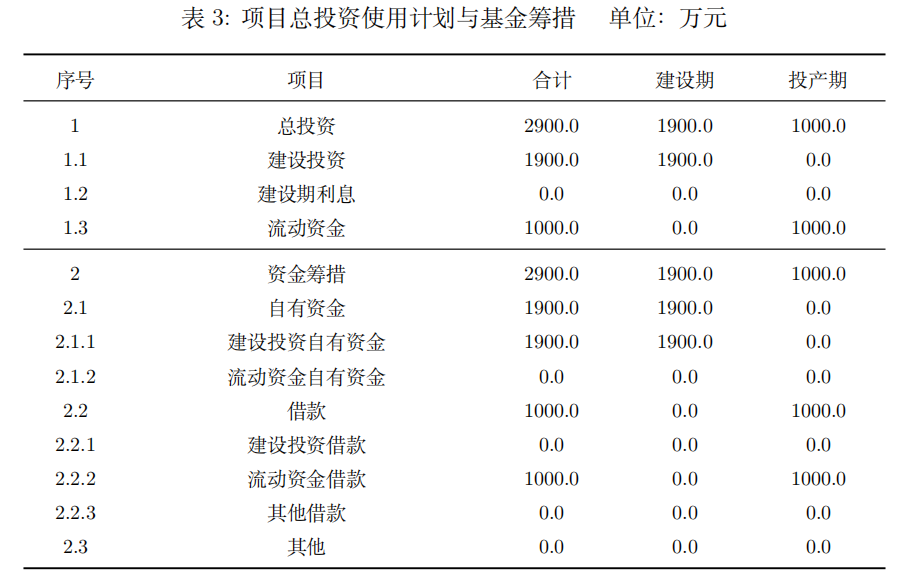 表 3: 项目总投资使用计划与基金筹措 单位：万元
序号 项目 合计 建设期 投产期
1 总投资 2900.0 1900.0 1000.0
1.1 建设投资 1900.0 1900.0 0.0
1.2 建设期利息 0.0 0.0 0.0
1.3 流动资金 1000.0 0.0 1000.0
2 资金筹措 2900.0 1900.0 1000.0
2.1 自有资金 1900.0 1900.0 0.0
2.1.1 建设投资自有资金 1900.0 1900.0 0.0
2.1.2 流动资金自有资金 0.0 0.0 0.0
2.2 借款 1000.0 0.0 1000.0
2.2.1 建设投资借款 0.0 0.0 0.0
2.2.2 流动资金借款 1000.0 0.0 1000.0
2.2.3 其他借款 0.0 0.0 0.0
2.3 其他 0.0 0.0 0.0